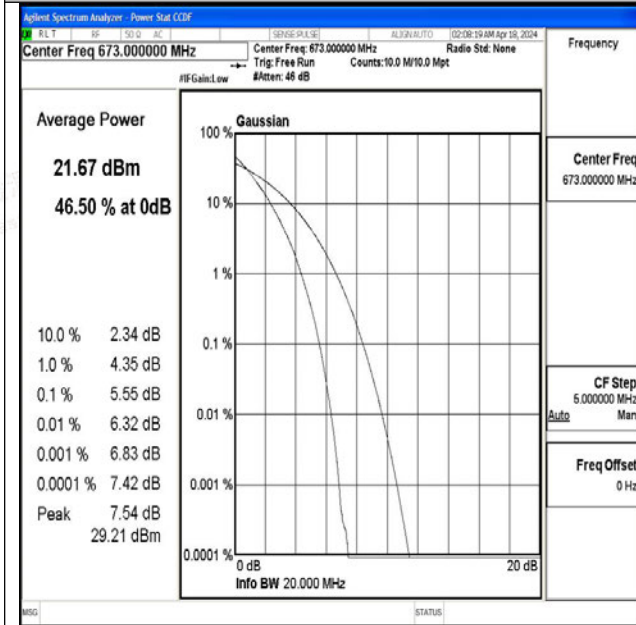 Agilent Spectrum Analyzer - Power Stat CCDF
RL T RF 50 Ω AC SENSE:PULSE ALIGN AUTO 02:08:19 AM Apr 18, 2024
Center Freq 673.000000 MHz
Center Freq: 673.000000 MHz Radio Std: None
Trig: Free Run Counts:10.0 M/10.0 Mpt
#IFGain:Low #Atten: 46 dB
Frequency
Average Power
21.67 dBm
46.50 % at 0dB
10.0 % 2.34 dB
1.0 % 4.35 dB
0.1 % 5.55 dB
0.01 % 6.32 dB
0.001 % 6.83 dB
0.0001 % 7.42 dB
Peak 7.54 dB
29.21 dBm
Gaussian
100 %
10 %
1 %
0.1 %
0.01 %
0.001 %
0.0001 %
0 dB 20 dB
Info BW 20.000 MHz
Center Freq
673.000000 MHz
CF Step
5.000000 MHz
Auto Man
Freq Offset
0 Hz
MSG STATUS